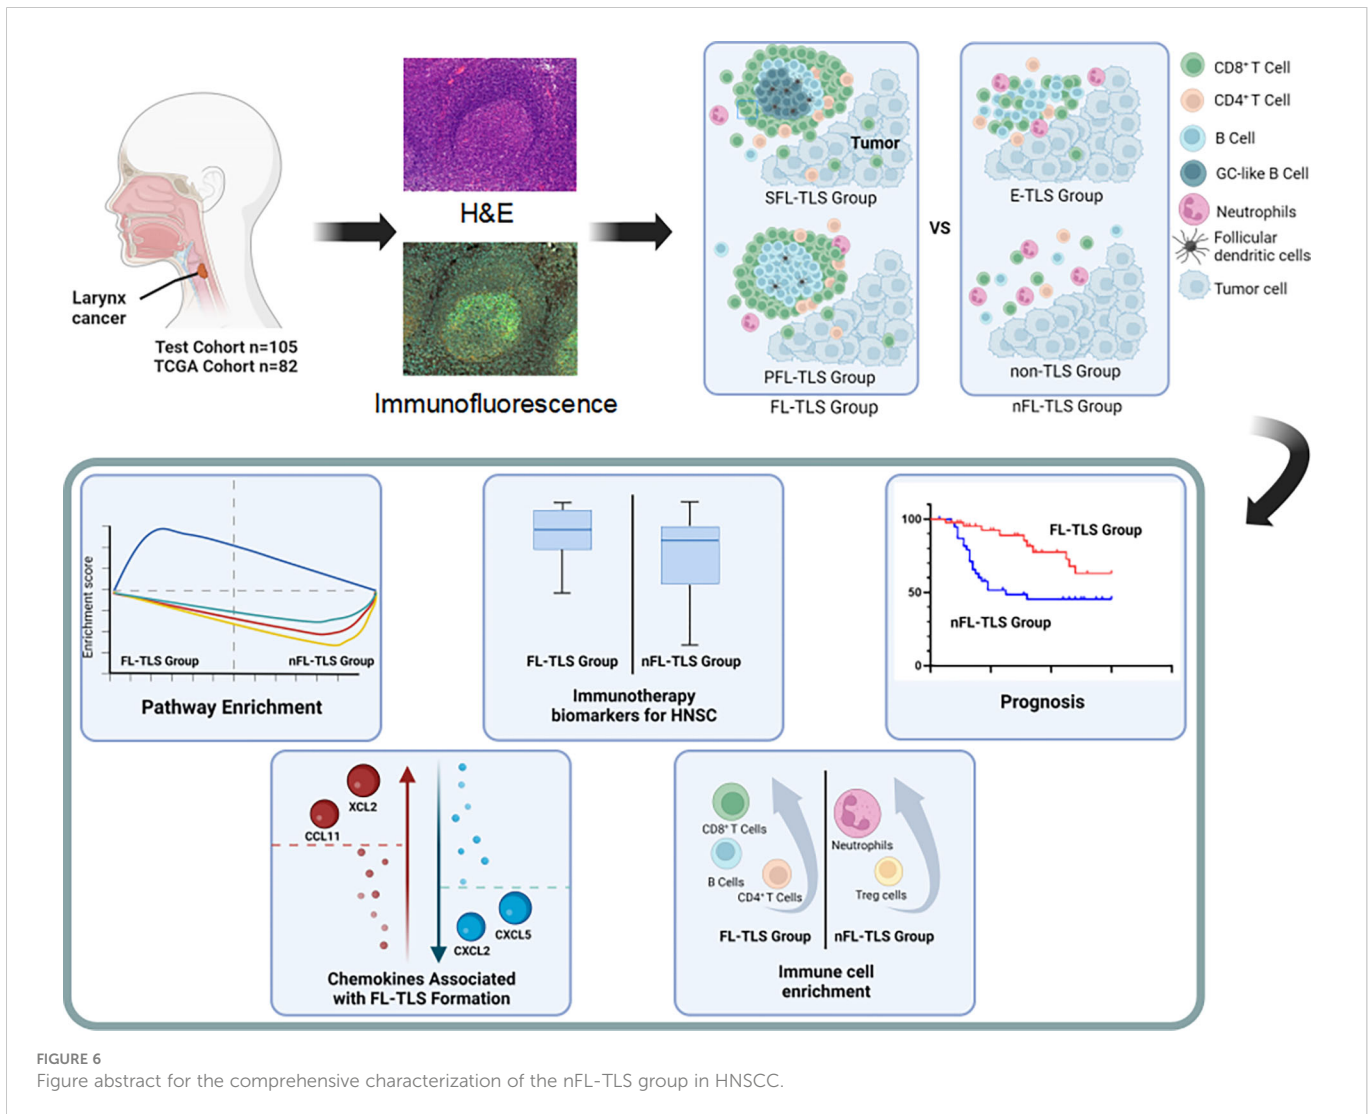 Larynx
cancer
Test Cohort n=105
TCGA Cohort n=82
H&E
Immunofluorescence
Tumor
SFL-TLS Group
PFL-TLS Group
FL-TLS Group
VS
E-TLS Group
non-TLS Group
nFL-TLS Group
CD8⁺ T Cell
CD4⁺ T Cell
B Cell
GC-like B Cell
Neutrophils
Follicular
dendritic cells
Tumor cell
Enrichment score
FL-TLS Group
nFL-TLS Group
Pathway Enrichment
FL-TLS Group
nFL-TLS Group
Immunotherapy
biomarkers for HNSC
100
50
0
FL-TLS Group
nFL-TLS Group
Prognosis
XCL2
CCL11
CXCL5
CXCL2
Chemokines Associated
with FL-TLS Formation
CD8⁺ T Cells
B Cells
CD4⁺ T Cells
Neutrophils
Treg cells
FL-TLS Group
nFL-TLS Group
Immune cell
enrichment
FIGURE 6
Figure abstract for the comprehensive characterization of the nFL-TLS group in HNSCC.